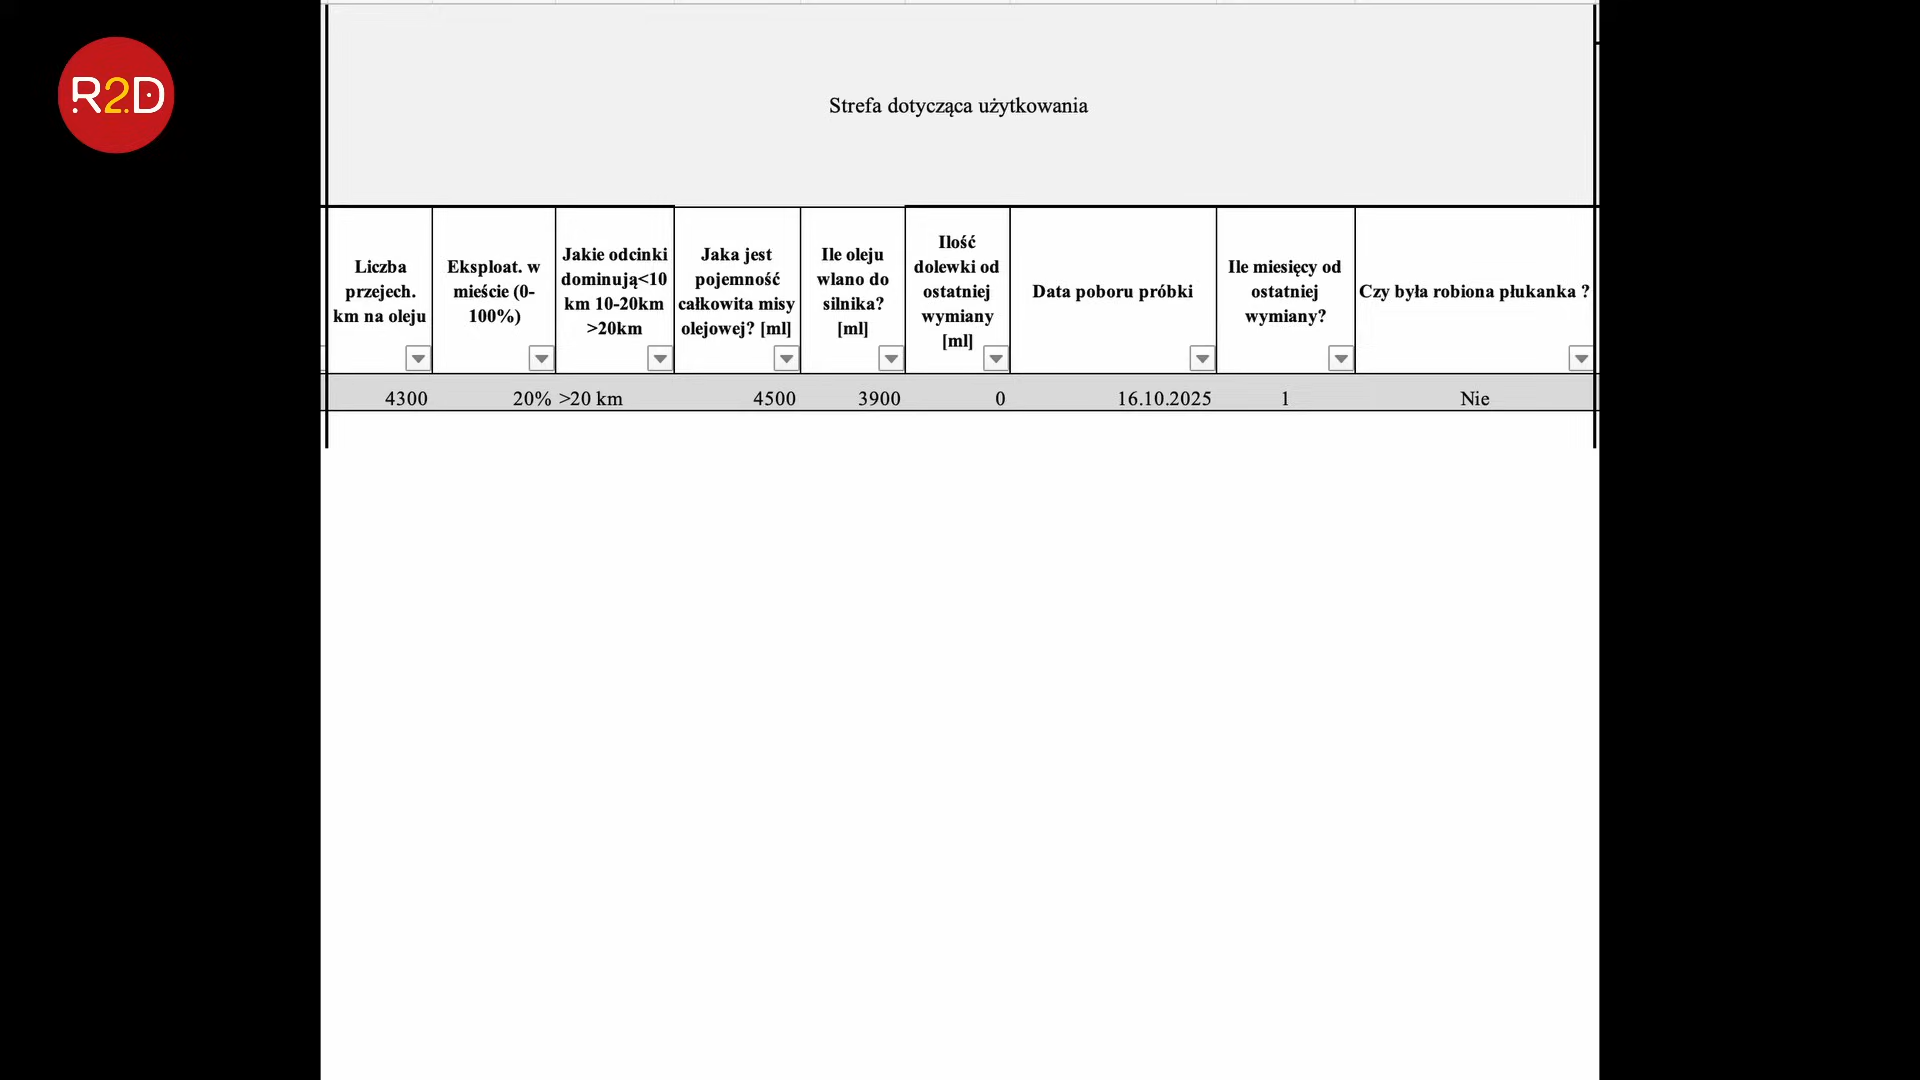 R2D
Strefa dotycząca użytkowania
Liczba
przejech.
km na oleju
Eksploat. w
mieście (0-
100%)
Jakie odcinki
dominują<10
km 10-20km
>20km
Jaka jest
pojemność
całkowita misy
olejowej? [ml]
Ile oleju
wlano do
silnika?
[ml]
Ilość
dolewki od
ostatniej
wymiany
[ml]
Data poboru próbki
Ile miesięcy od
ostatniej
wymiany?
Czy była robiona płukanka ?
4300 20% >20 km 4500 3900 0 16.10.2025 1 Nie